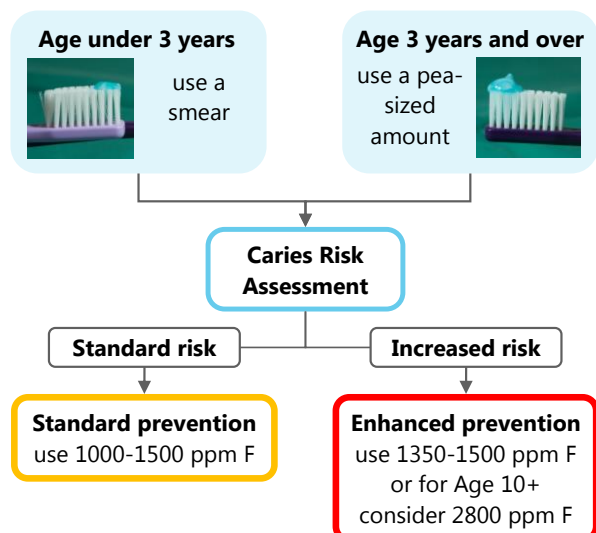 Age under 3 years
use a
smear
Age 3 years and over
use a pea-
sized
amount
Caries Risk
Assessment
Standard risk
Increased risk
Standard prevention
use 1000-1500 ppm F
Enhanced prevention
use 1350-1500 ppm F
or for Age 10+
consider 2800 ppm F